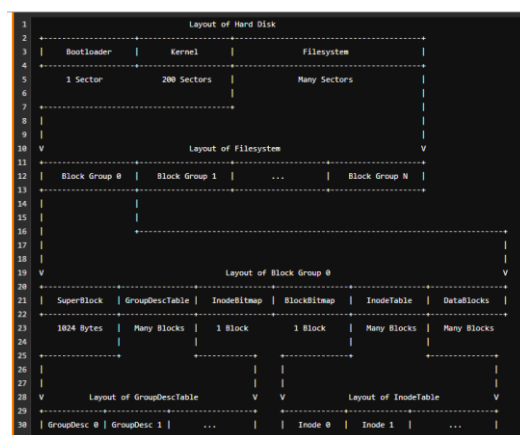 1 Layout of Hard Disk
2 +-----------------------+-----------------------+-----------------------------------------------+
3 | Bootloader | Kernel | Filesystem |
4 +-----------------------+-----------------------+-----------------------------------------------+
5 1 Sector 200 Sectors | Many Sectors |
6 | |
7 +-----------------------------------------------+
8 | |
9 | |
10 V Layout of Filesystem V
11 +-----------------------+-----------------------+-----------------------+-----------------------+
12 | Block Group 0 | Block Group 1 | ... | Block Group N |
13 +-----------------------+-----------------------+-----------------------+-----------------------+
14 | |
15 | |
16 | +-------------------------------------------------------------------------------------------+
17 | |
18 | |
19 V Layout of Block Group 0 V
20 +-------------------+-------------------+-------------------+-------------------+-------------------+-----------------+
21 | SuperBlock | GroupDescTable | InodeBitmap | BlockBitmap | InodeTable | DataBlocks |
22 +-------------------+-------------------+-------------------+-------------------+-------------------+-----------------+
23 1024 Bytes | Many Blocks | 1 Block 1 Block | Many Blocks | Many Blocks
24 | | | |
25 +-------------------+ +--------------+ +-----------------+ +----------------+
26 | | | |
27 | | | |
28 V Layout of GroupDescTable V V Layout of InodeTable V
29 +---------------+---------------+---------------------+ +---------------+---------------+---------------------+
30 | GroupDesc 0 | GroupDesc 1 | ... | | Inode 0 | Inode 1 | ... |